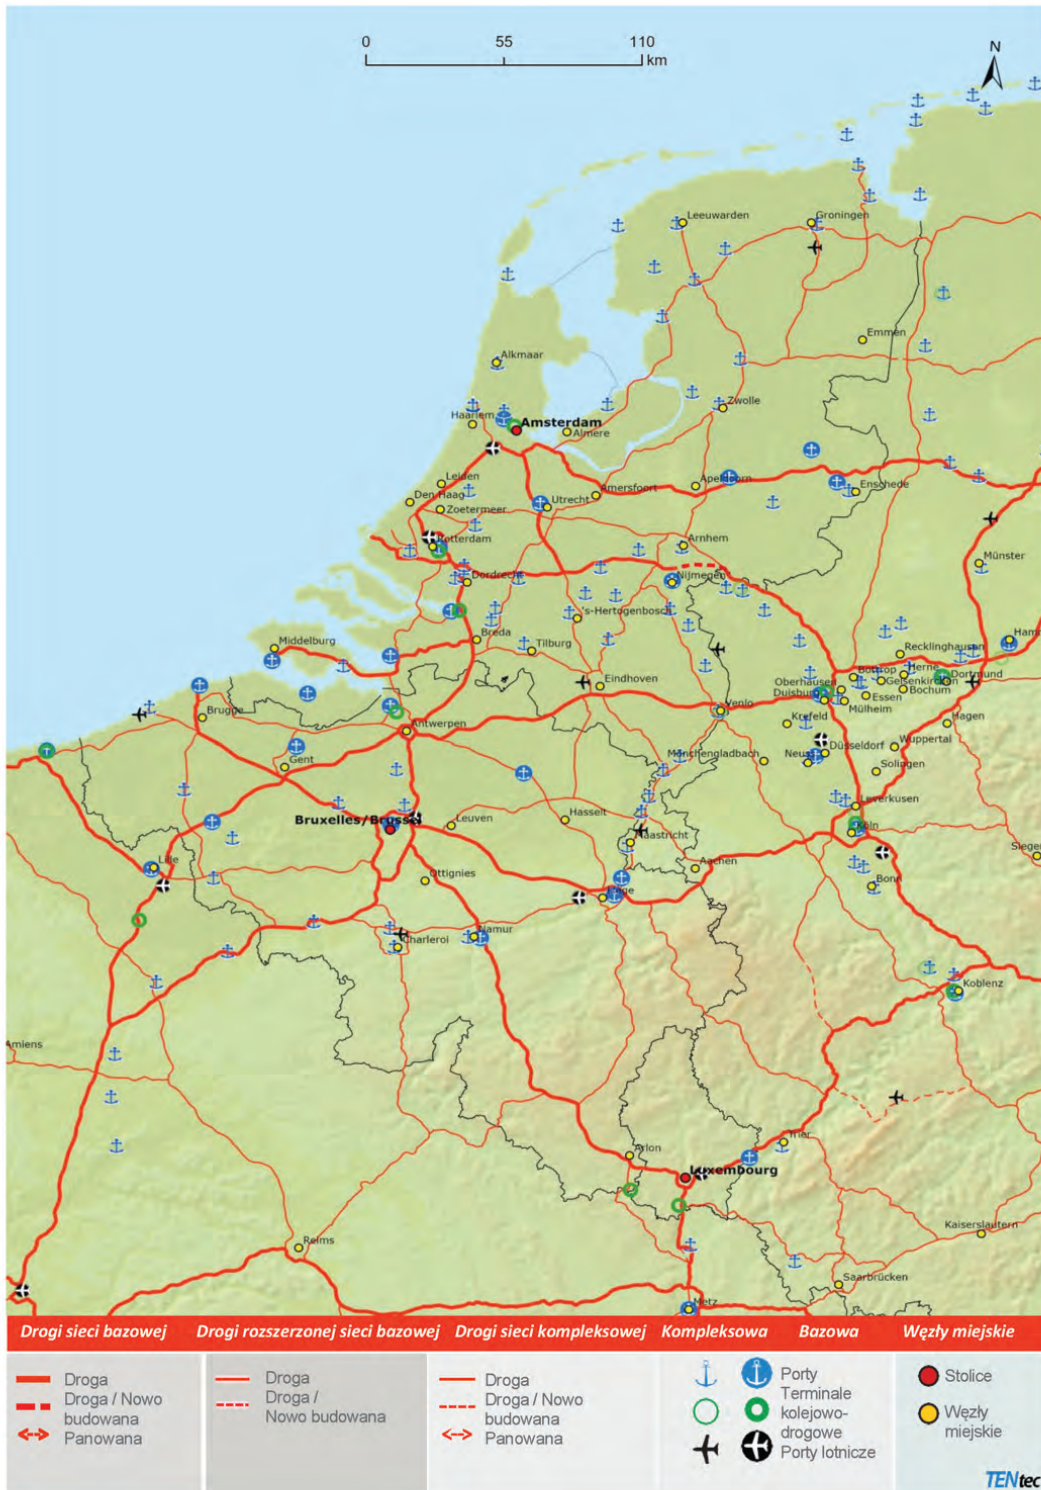 0 55 110
km
N
Leeuwarden
Groningen
Emmen
Alkmaar
Zwolle
Haarlem
Amsterdam
Almere
Leiden
Apeldoorn
Enschede
Den Haag
Amersfoort
Utrecht
Zoetermeer
Rotterdam
Arnhem
Münster
Dordrecht
Nijmegen
's-Hertogenbosch
Middelburg
Breda
Tilburg
Recklinghausen
Hamm
Bottrop
Herne
Eindhoven
Oberhausen
Gelsenkirchen
Dortmund
Duisburg
Essen
Bochum
Mülheim
Brugge
Venlo
Krefeld
Hagen
Antwerpen
Gent
Mönchengladbach
Neuss
Düsseldorf
Wuppertal
Solingen
Leverkusen
Bruxelles/Brussel
Leuven
Hasselt
Köln
Maastricht
Lille
Aachen
Siegen
Ottignies
Bonn
Liège
Charleroi
Namur
Koblenz
Amiens
Arlon
Trier
Luxembourg
Kaiserslautern
Reims
Saarbrücken
Metz
Drogi sieci bazowej Drogi rozszerzonej sieci bazowej Drogi sieci kompleksowej Kompleksowa Bazowa Węzły miejskie
Droga
Droga / Nowo
budowana
Panowana
Droga
Droga /
Nowo budowana
Droga
Droga / Nowo
budowana
Panowana
Porty
Terminale
kolejowo-
drogowe
Porty lotnicze
Stolice
Węzły
miejskie
TENtec